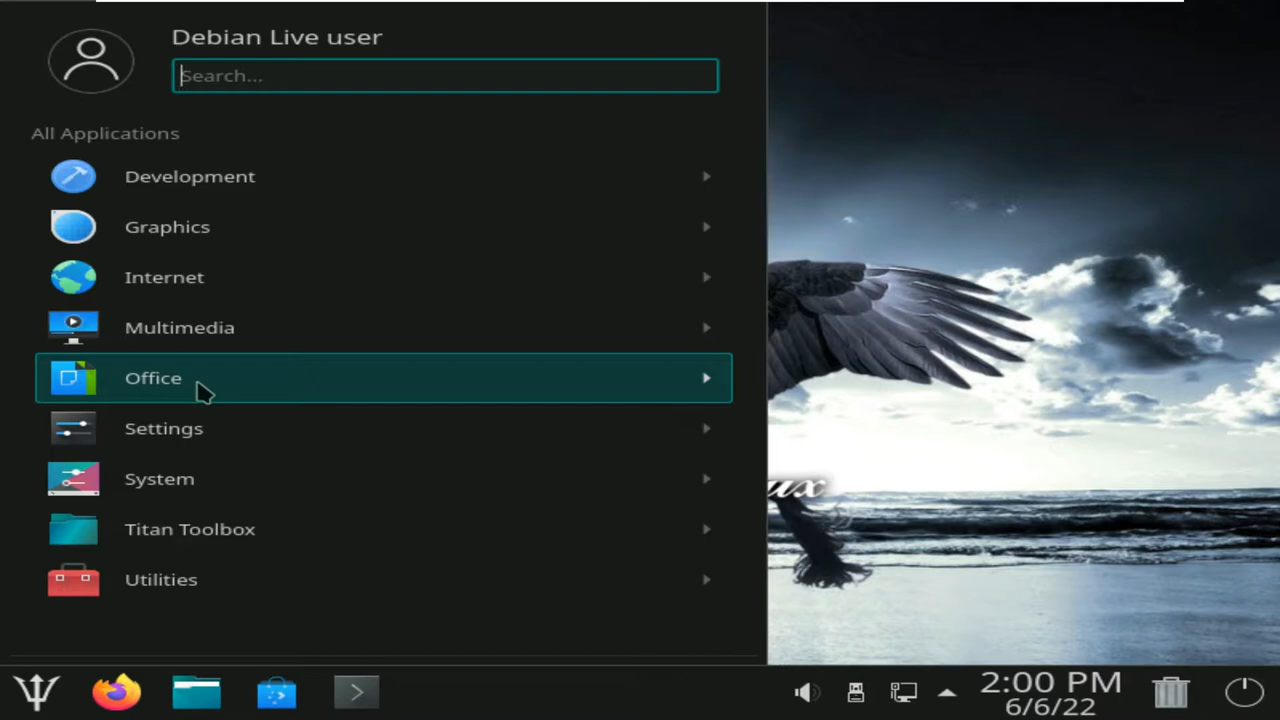 Debian Live user
Search...
All Applications
Development
Graphics
Internet
Multimedia
Office
Settings
System
Titan Toolbox
Utilities
ux
2:00 PM
6/6/22